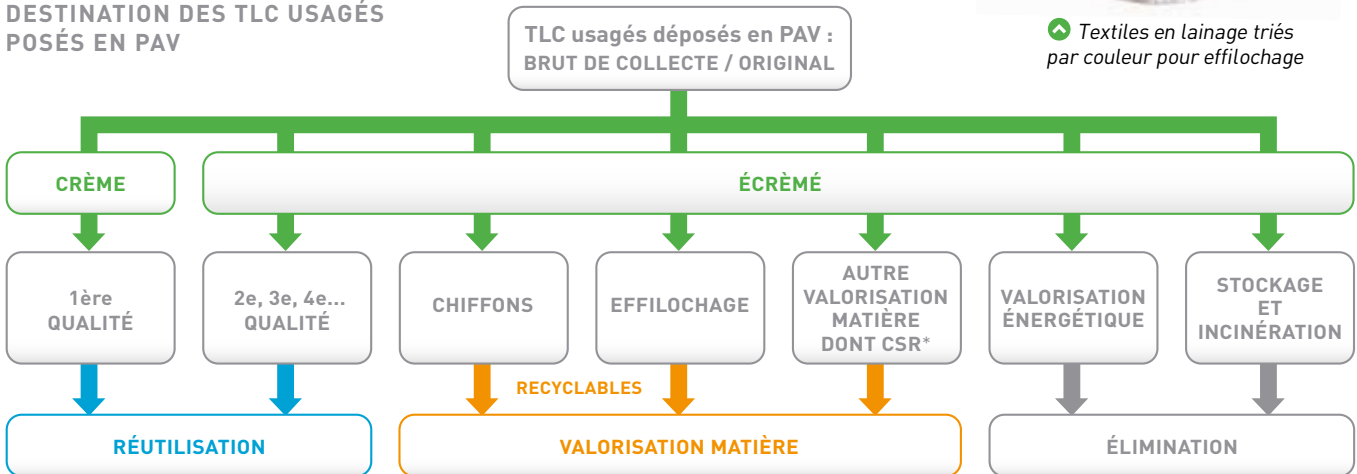 DESTINATION DES TLC USAGÉS
POSÉS EN PAV
TLC usagés déposés en PAV :
BRUT DE COLLECTE / ORIGINAL
Textiles en lainage triés
par couleur pour effilochage
CRÈME
ÉCRÈMÉ
1ère
QUALITÉ
2e, 3e, 4e...
QUALITÉ
CHIFFONS
EFFILOCHAGE
AUTRE
VALORISATION
MATIÈRE
DONT CSR*
VALORISATION
ÉNERGÉTIQUE
STOCKAGE
ET
INCINÉRATION
RECYCLABLES
RÉUTILISATION
VALORISATION MATIÈRE
ÉLIMINATION